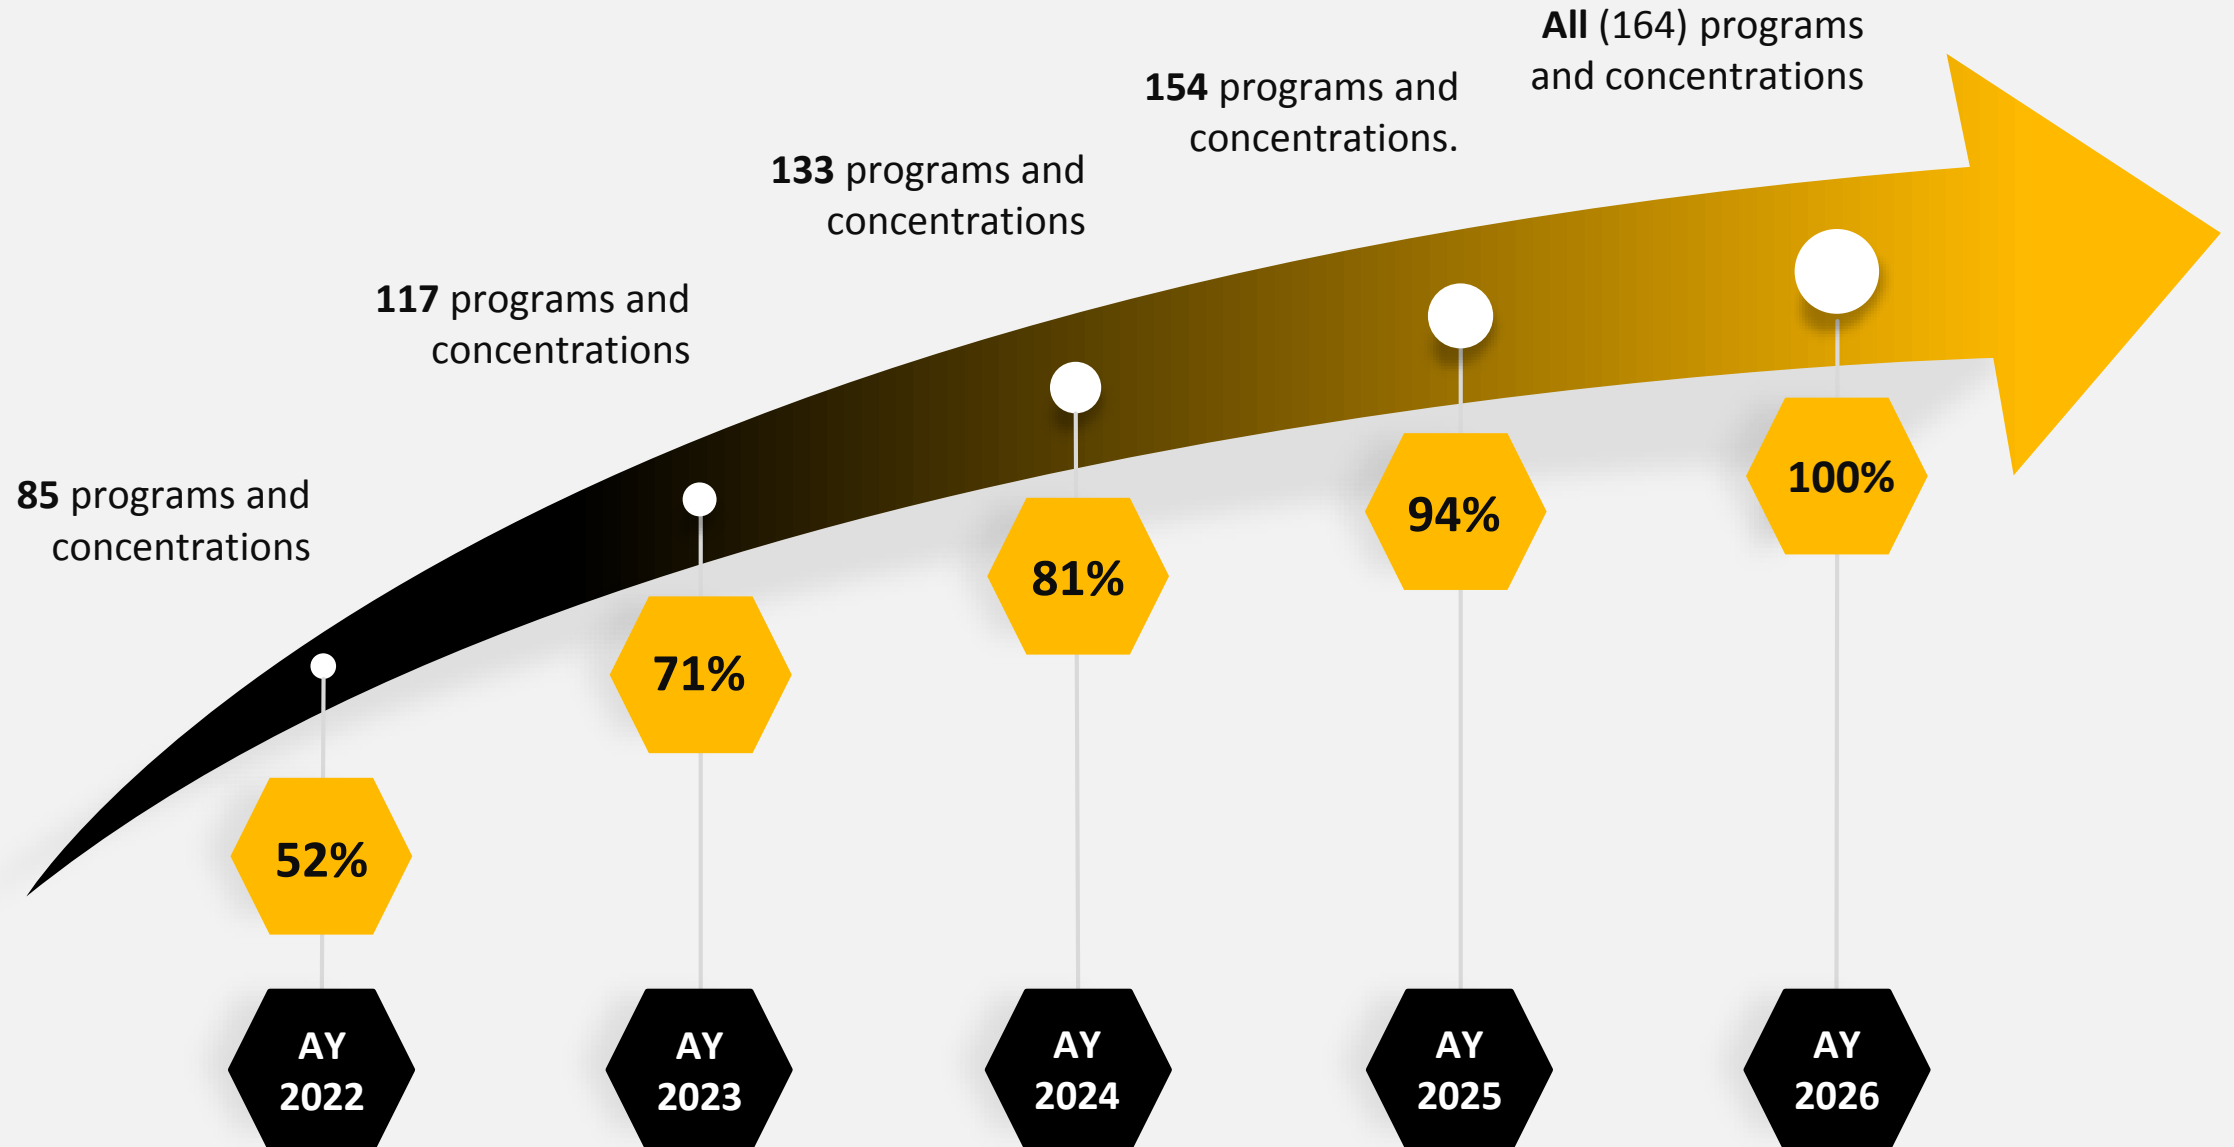 85 programs and
concentrations
117 programs and
concentrations
133 programs and
concentrations
154 programs and
concentrations.
All (164) programs
and concentrations
52%
71%
81%
94%
100%
AY
2022
AY
2023
AY
2024
AY
2025
AY
2026